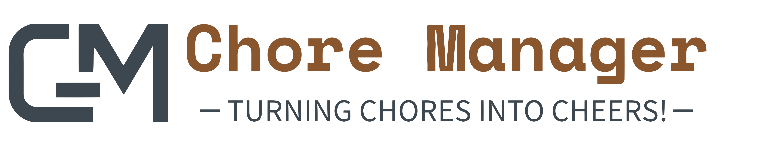 CM Chore Manager
— TURNING CHORES INTO CHEERS! —